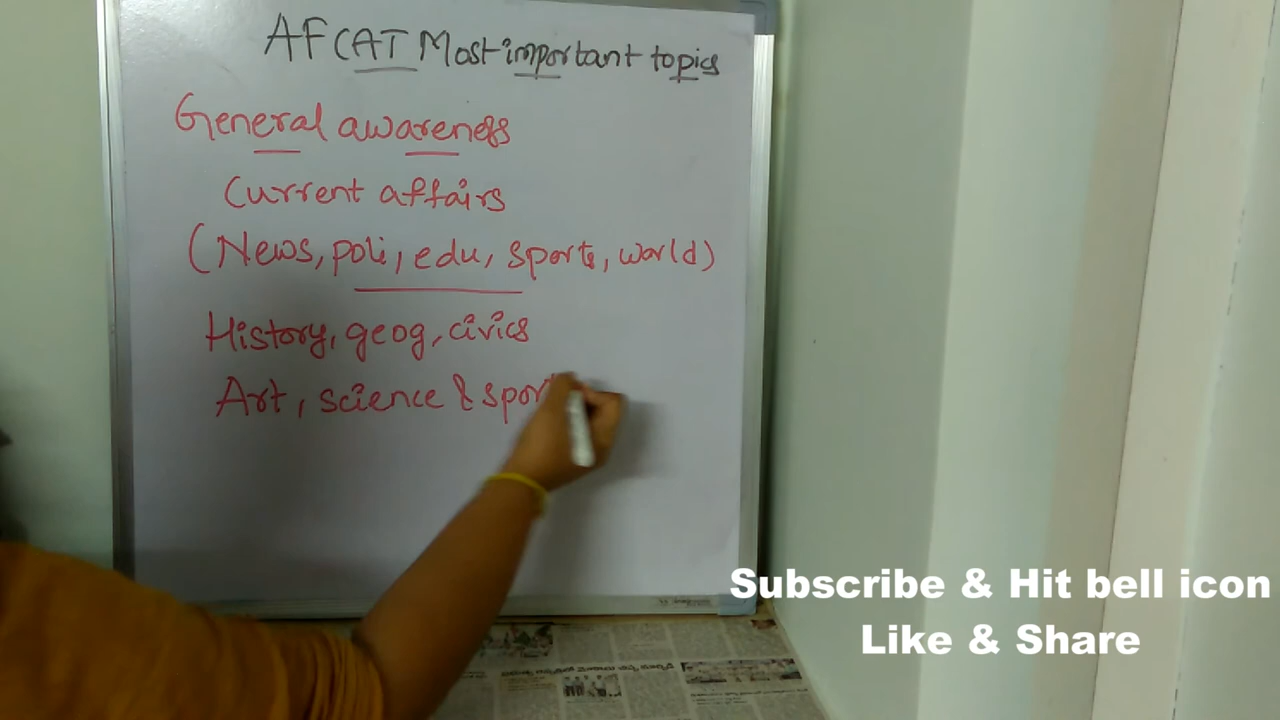 AFCAT Most important topics
General awareness
Current affairs
(News, poli, edu, sports, world)
History, geog, civics
Art, science & sport
Subscribe & Hit bell icon
Like & Share